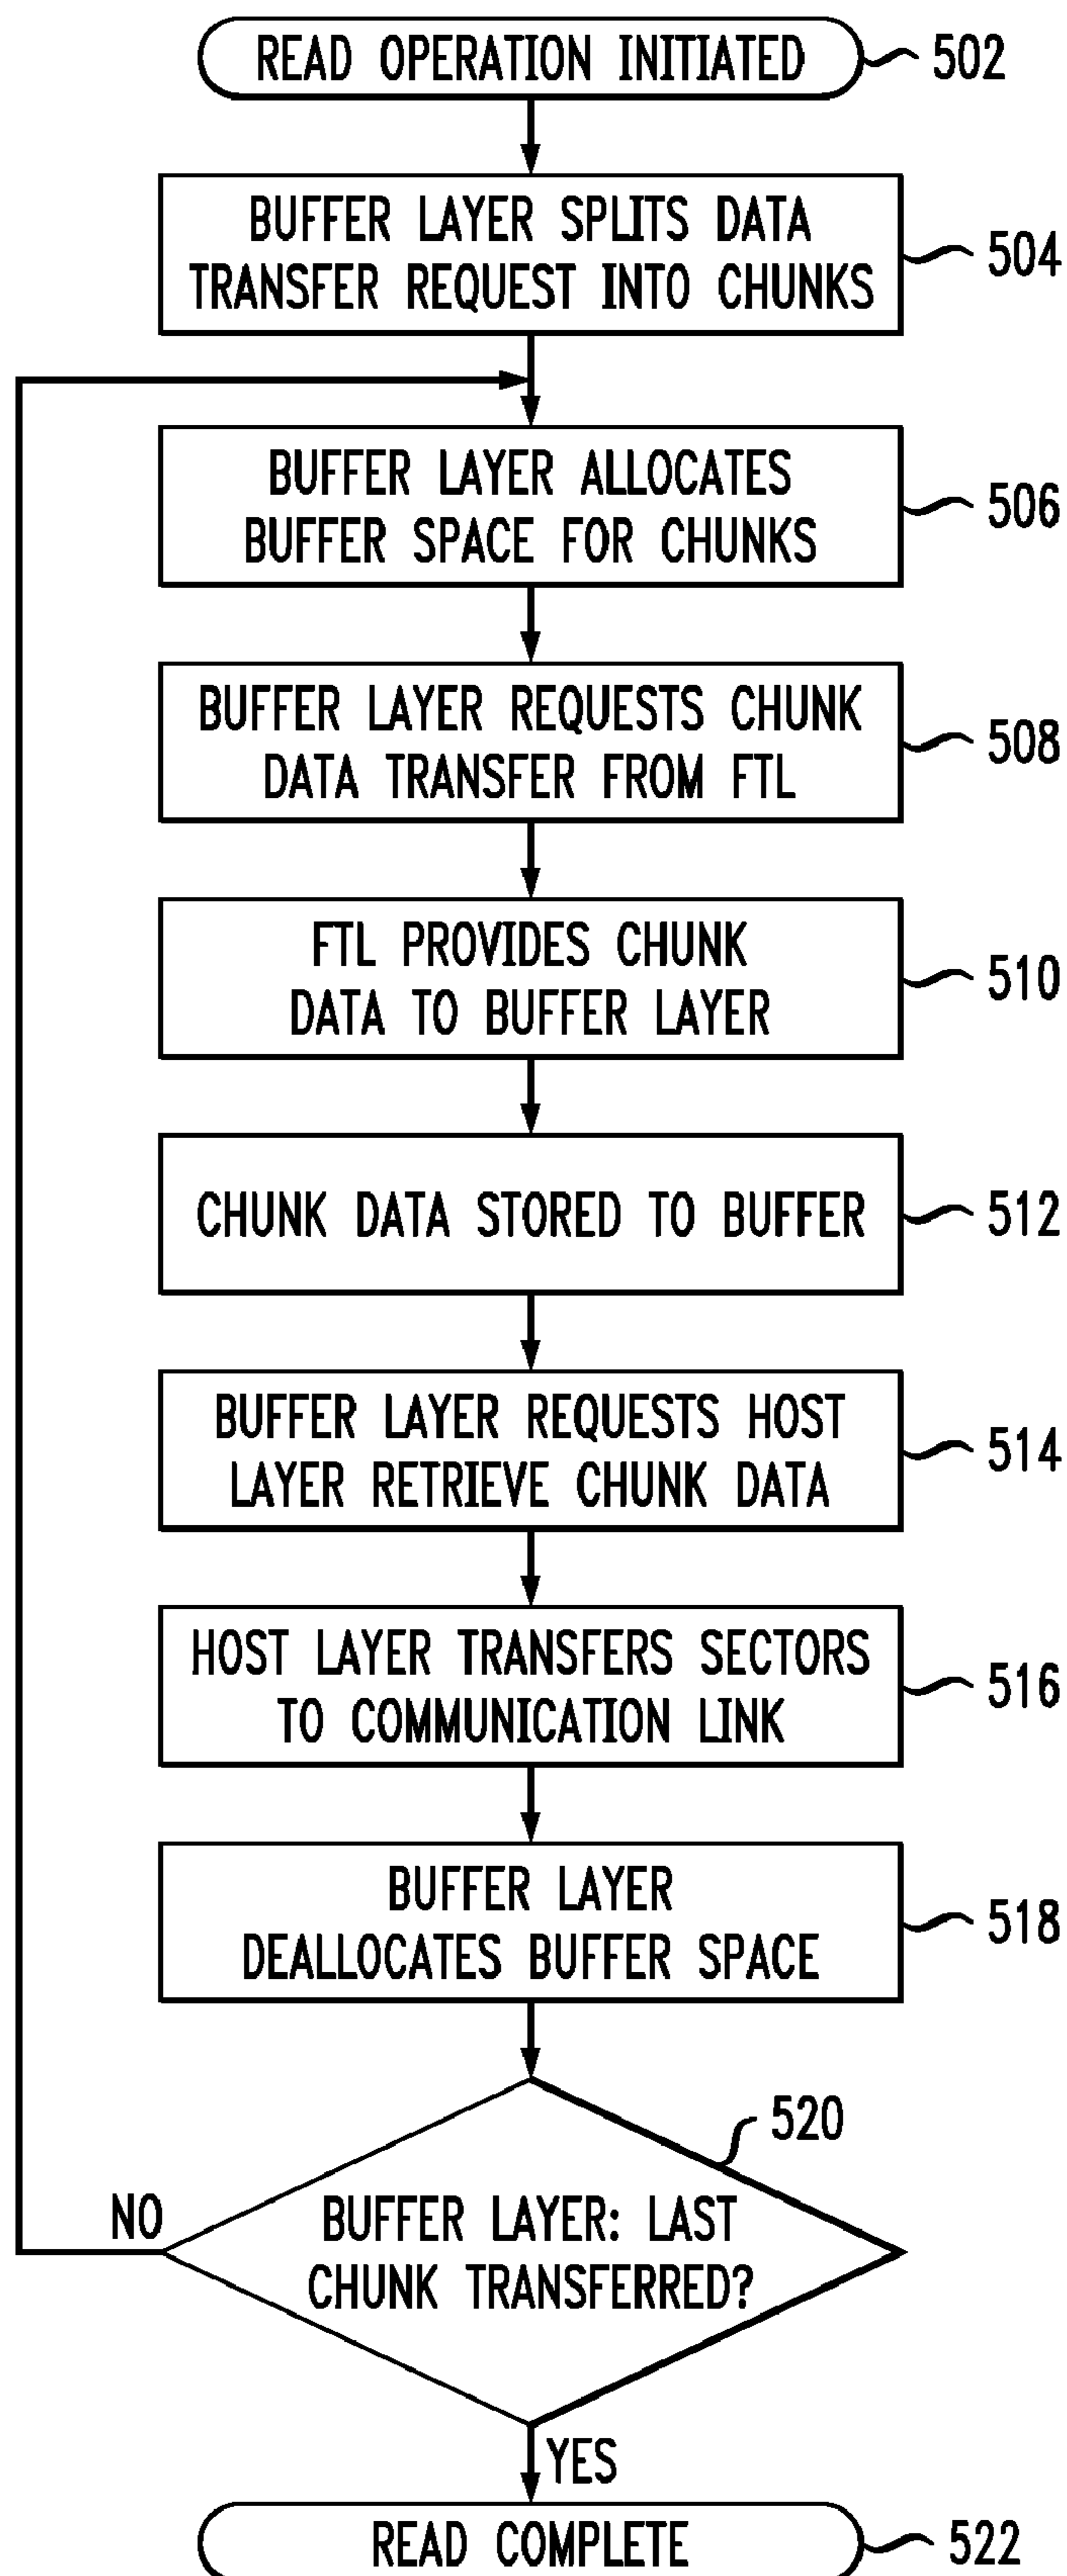 READ OPERATION INITIATED
502
BUFFER LAYER SPLITS DATA
TRANSFER REQUEST INTO CHUNKS
504
BUFFER LAYER ALLOCATES
BUFFER SPACE FOR CHUNKS
506
BUFFER LAYER REQUESTS CHUNK
DATA TRANSFER FROM FTL
508
FTL PROVIDES CHUNK
DATA TO BUFFER LAYER
510
CHUNK DATA STORED TO BUFFER
512
BUFFER LAYER REQUESTS HOST
LAYER RETRIEVE CHUNK DATA
514
HOST LAYER TRANSFERS SECTORS
TO COMMUNICATION LINK
516
BUFFER LAYER
DEALLOCATES BUFFER SPACE
518
520
NO
BUFFER LAYER: LAST
CHUNK TRANSFERRED?
YES
READ COMPLETE
522